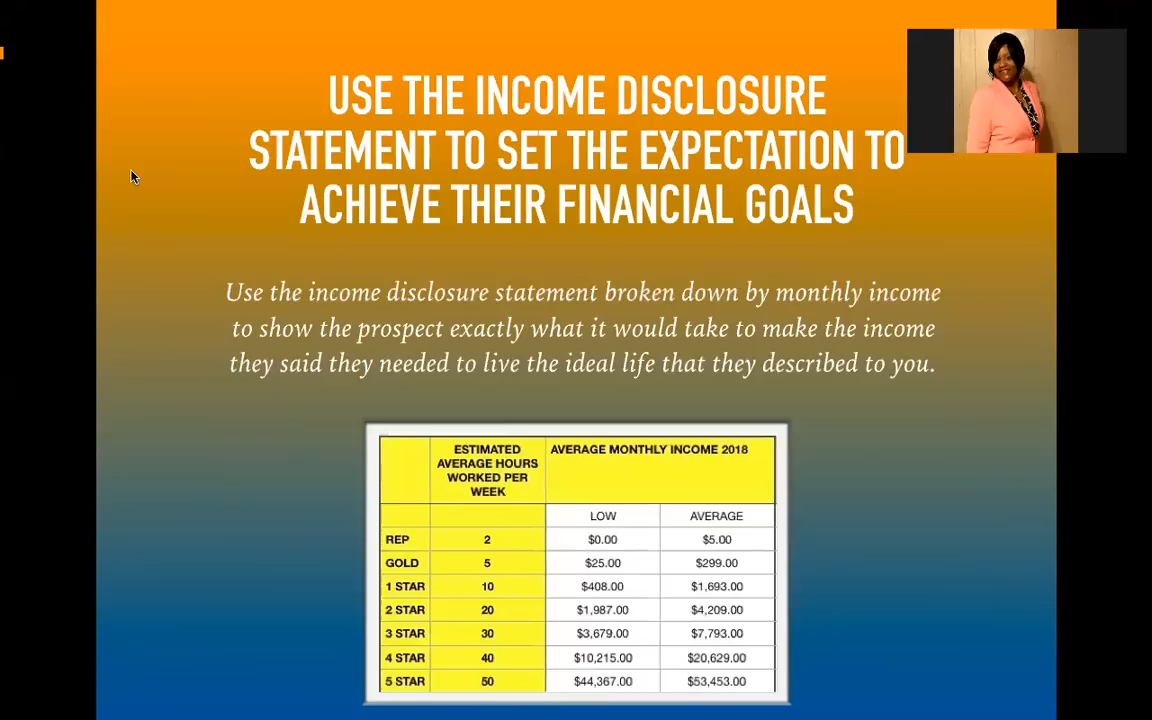 USE THE INCOME DISCLOSURE
STATEMENT TO SET THE EXPECTATION TO
ACHIEVE THEIR FINANCIAL GOALS
Use the income disclosure statement broken down by monthly income
to show the prospect exactly what it would take to make the income
they said they needed to live the ideal life that they described to you.
ESTIMATED AVERAGE MONTHLY INCOME 2018
AVERAGE HOURS
WORKED PER
WEEK
LOW AVERAGE
REP 2 $0.00 $5.00
GOLD 5 $25.00 $299.00
1 STAR 10 $408.00 $1,693.00
2 STAR 20 $1,987.00 $4,209.00
3 STAR 30 $3,679.00 $7,793.00
4 STAR 40 $10,215.00 $20,629.00
5 STAR 50 $44,367.00 $53,453.00